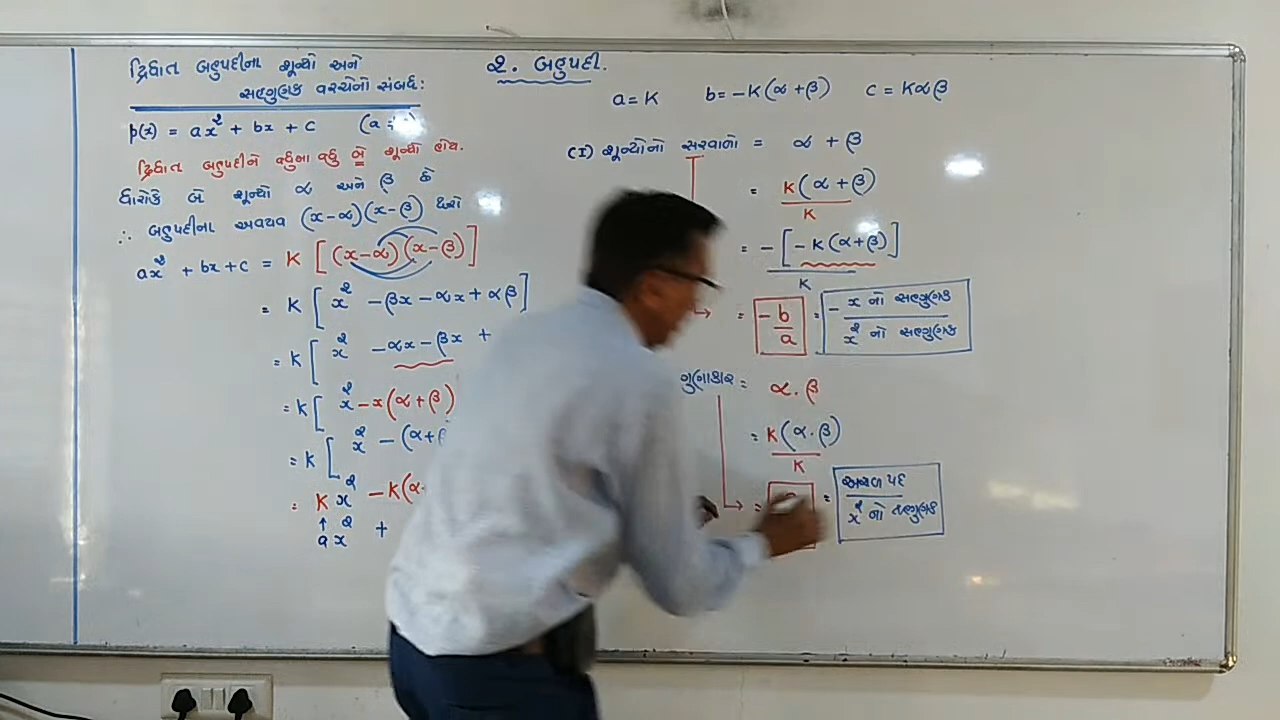 ૨. બહુપદી.
દ્વિઘાત બહુપદીના શૂન્યો અને
સહગુણક વચ્ચેનો સંબંધ:
p(x) = ax² + bx + c (a
દ્વિઘાત બહુપદીને વધુમાં વધુ બે શૂન્યો હોય.
ધારોકે બે શૂન્યો α અને β છે
∴ બહુપદીના અવયવ (x-α)(x-β) થશે
ax² + bx + c = K [(x-α)(x-β)]
= K [x² - βx - αx + αβ]
= K [x² - αx - βx +
= K [x² - x(α+β)
= K [x² - (α+β
= Kx² - K(α
↑
ax² +
a = K b = -K(α+β) c = Kαβ
(I) શૂન્યોનો સરવાળો = α + β
= K(α+β) / K
= -[-K(α+β)] / K
= -b/a = - x નો સહગુણક / x² નો સહગુણક
ગુણાકાર = α.β
= K(α.β) / K
= = અચળ પદ / x² નો સહગુણક